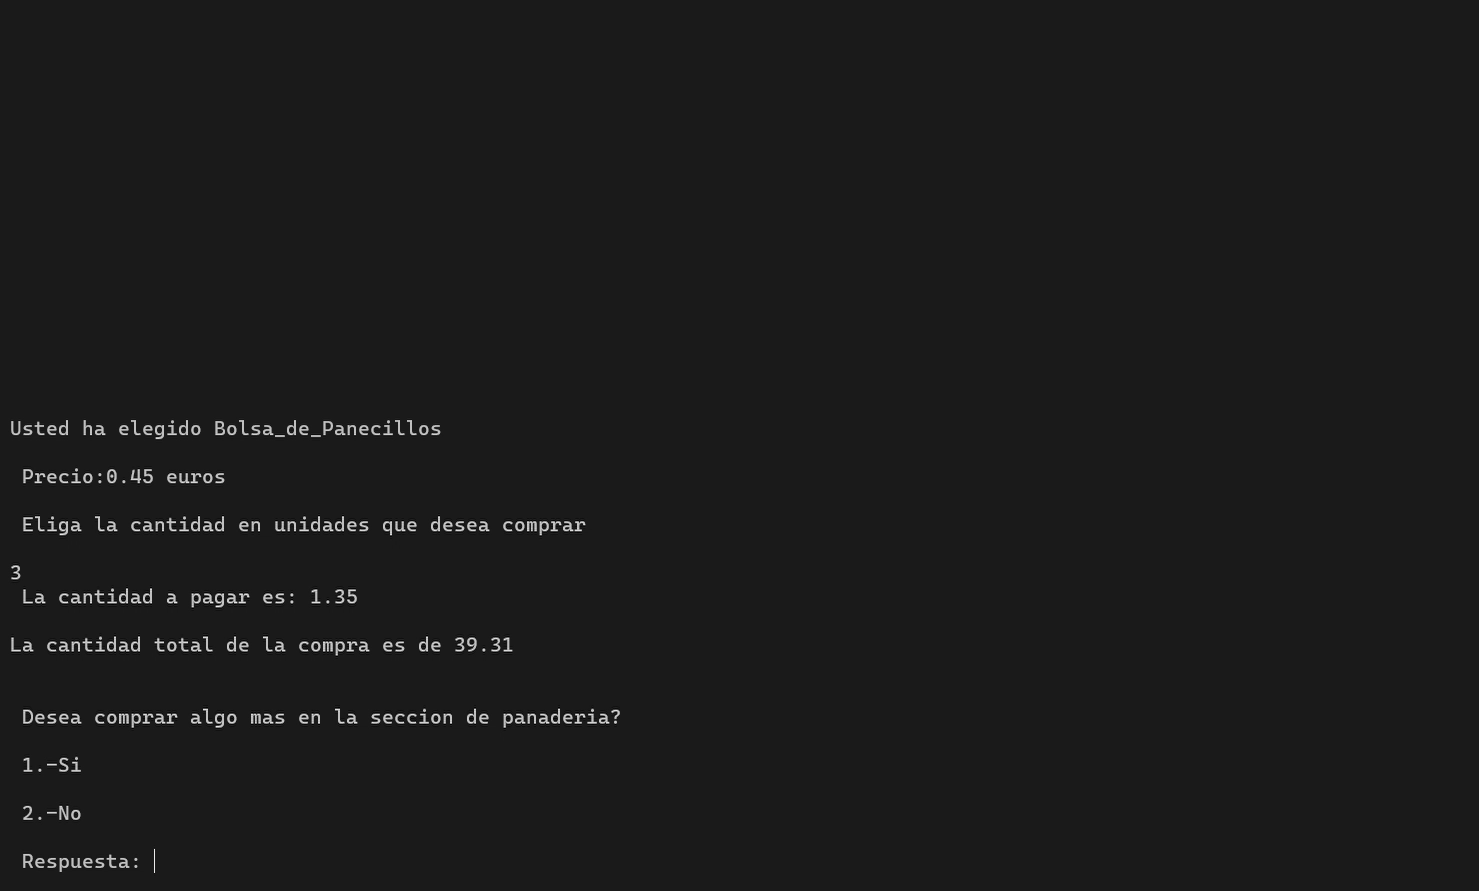 Usted ha elegido Bolsa_de_Panecillos
Precio:0.45 euros
Eliga la cantidad en unidades que desea comprar
3
La cantidad a pagar es: 1.35
La cantidad total de la compra es de 39.31
Desea comprar algo mas en la seccion de panaderia?
1.-Si
2.-No
Respuesta: